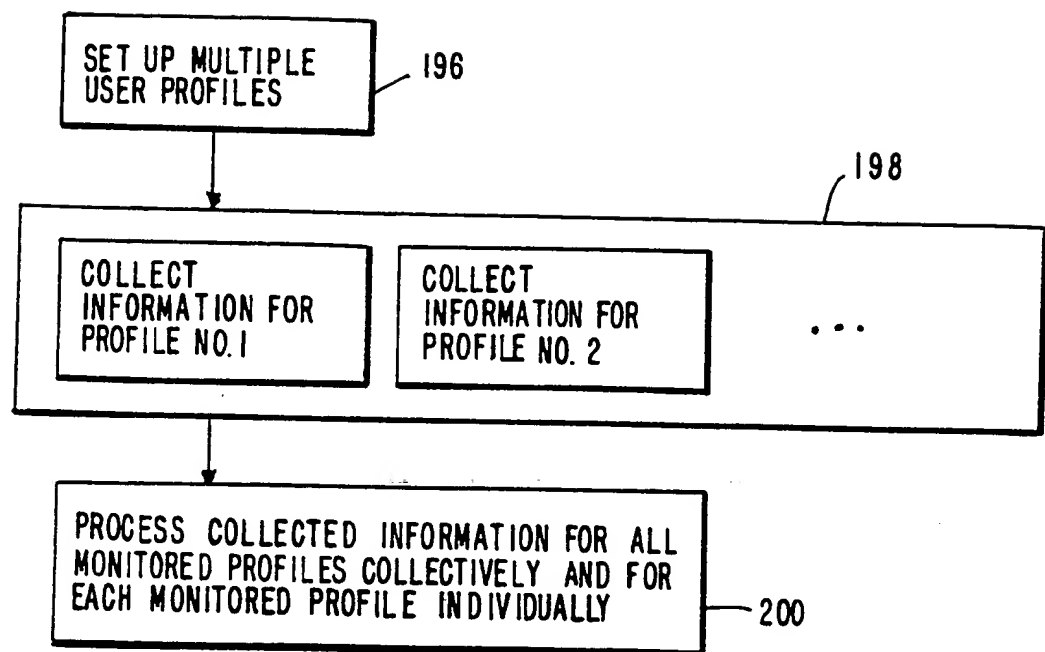 SET UP MULTIPLE
USER PROFILES
196
198
COLLECT
INFORMATION FOR
PROFILE NO. 1
COLLECT
INFORMATION FOR
PROFILE NO. 2
...
PROCESS COLLECTED INFORMATION FOR ALL
MONITORED PROFILES COLLECTIVELY AND FOR
EACH MONITORED PROFILE INDIVIDUALLY
200